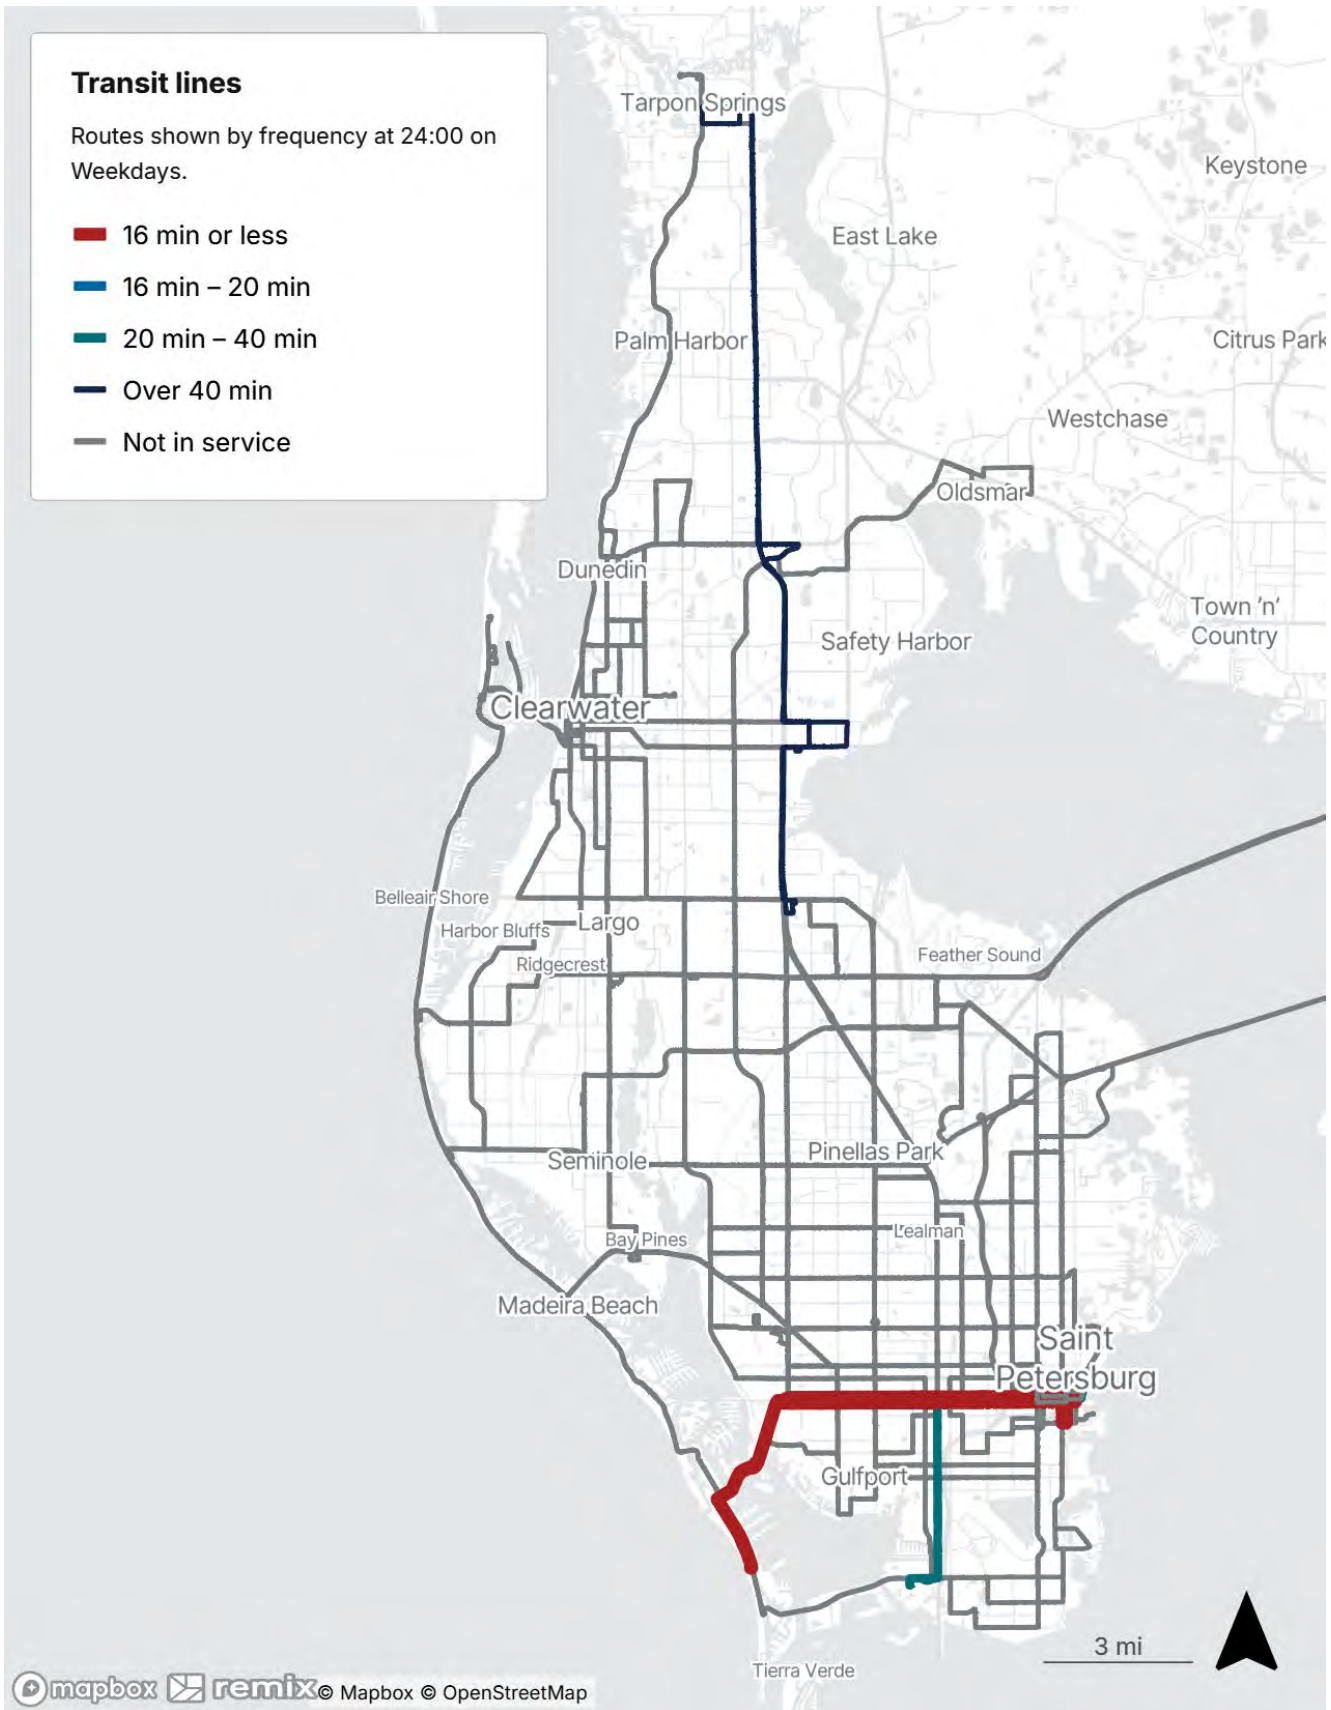 Transit lines
Routes shown by frequency at 24:00 on
Weekdays.
16 min or less
16 min – 20 min
20 min – 40 min
Over 40 min
Not in service
Tarpon Springs
Keystone
East Lake
Palm Harbor
Citrus Park
Westchase
Oldsmar
Dunedin
Town 'n'
Country
Safety Harbor
Clearwater
Belleair Shore
Largo
Harbor Bluffs
Ridgecrest
Feather Sound
Pinellas Park
Seminole
Lealman
Bay Pines
Madeira Beach
Saint
Petersburg
Gulfport
3 mi
Tierra Verde
mapbox remix © Mapbox © OpenStreetMap